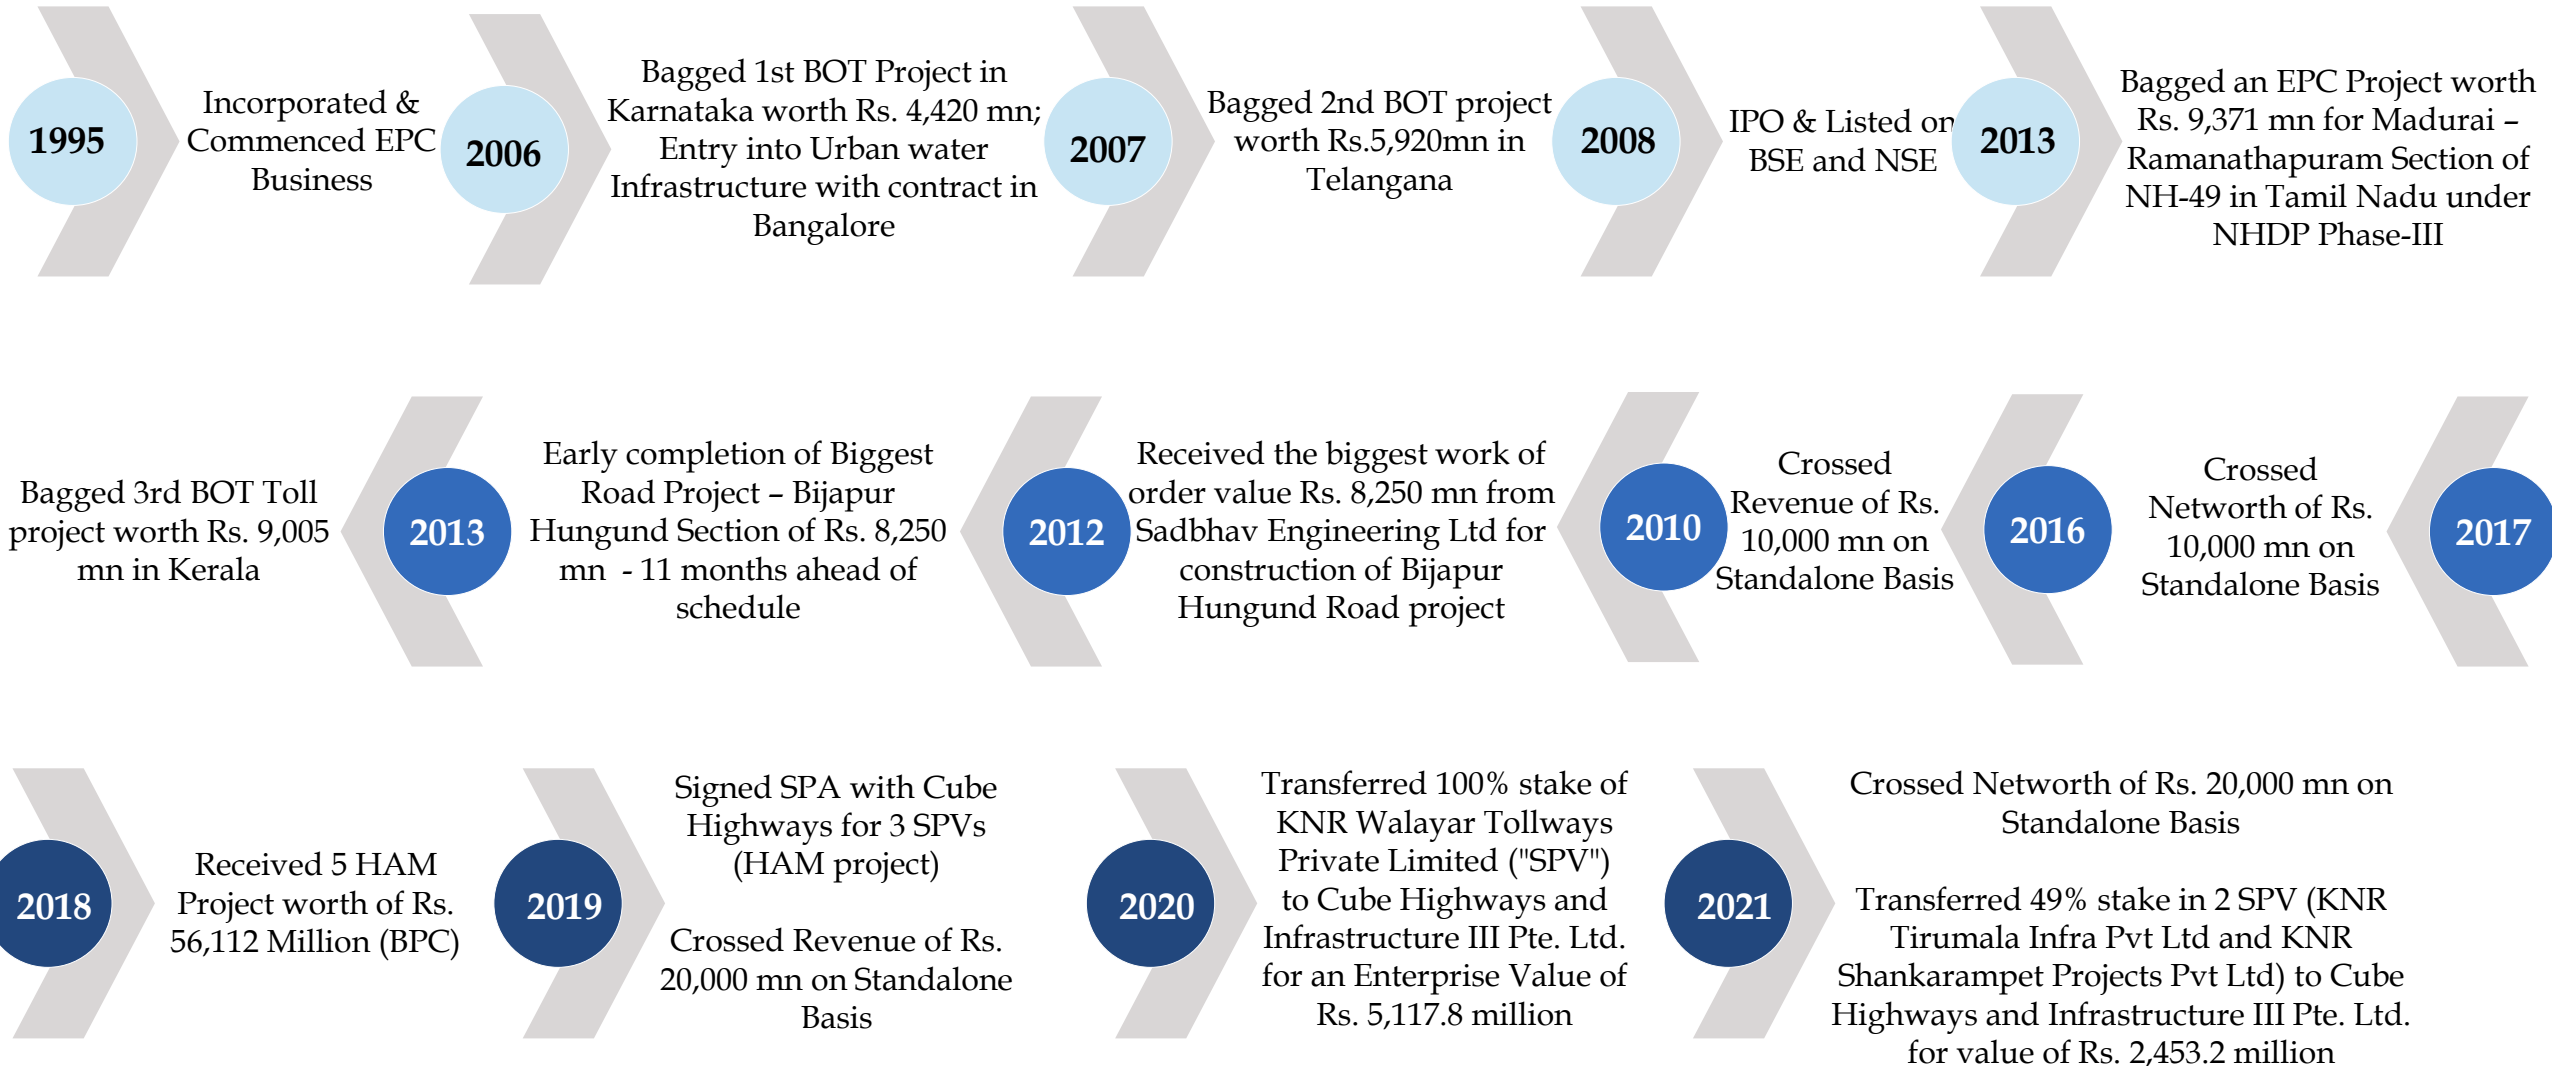 1995
Incorporated &
Commenced EPC
Business
2006
Bagged 1st BOT Project in
Karnataka worth Rs. 4,420 mn;
Entry into Urban water
Infrastructure with contract in
Bangalore
2007
Bagged 2nd BOT project
worth Rs.5,920mn in
Telangana
2008
IPO & Listed on
BSE and NSE
2013
Bagged an EPC Project worth
Rs. 9,371 mn for Madurai –
Ramanathapuram Section of
NH-49 in Tamil Nadu under
NHDP Phase-III
Bagged 3rd BOT Toll
project worth Rs. 9,005
mn in Kerala
2013
Early completion of Biggest
Road Project – Bijapur
Hungund Section of Rs. 8,250
mn - 11 months ahead of
schedule
2012
Received the biggest work of
order value Rs. 8,250 mn from
Sadbhav Engineering Ltd for
construction of Bijapur
Hungund Road project
2010
Crossed
Revenue of Rs.
10,000 mn on
Standalone Basis
2016
Crossed
Networth of Rs.
10,000 mn on
Standalone Basis
2017
2018
Received 5 HAM
Project worth of Rs.
56,112 Million (BPC)
2019
Signed SPA with Cube
Highways for 3 SPVs
(HAM project)
Crossed Revenue of Rs.
20,000 mn on Standalone
Basis
2020
Transferred 100% stake of
KNR Walayar Tollways
Private Limited ("SPV")
to Cube Highways and
Infrastructure III Pte. Ltd.
for an Enterprise Value of
Rs. 5,117.8 million
2021
Crossed Networth of Rs. 20,000 mn on
Standalone Basis
Transferred 49% stake in 2 SPV (KNR
Tirumala Infra Pvt Ltd and KNR
Shankarampet Projects Pvt Ltd) to Cube
Highways and Infrastructure III Pte. Ltd.
for value of Rs. 2,453.2 million